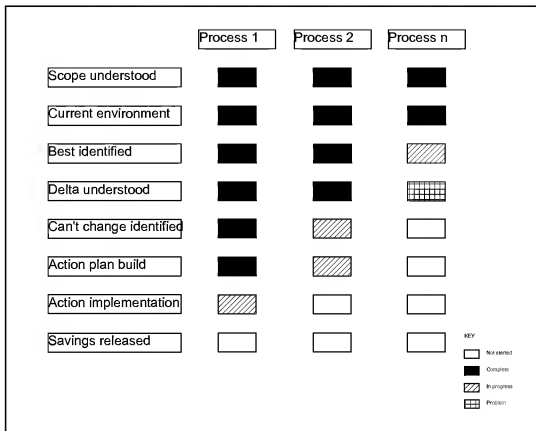 Process 1
Process 2
Process n
Scope understood
Current environment
Best identified
Delta understood
Can't change identified
Action plan build
Action implementation
Savings released
KEY
Not started
Complete
In progress
Problem